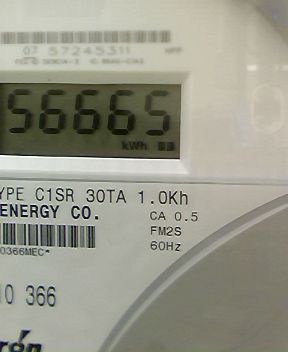 07 57245311
56665
kWh
YPE C1SR 30TA 1.0Kh
ENERGY CO.
CA 0.5
FM2S
60Hz
0366MEC*
10 366
rón